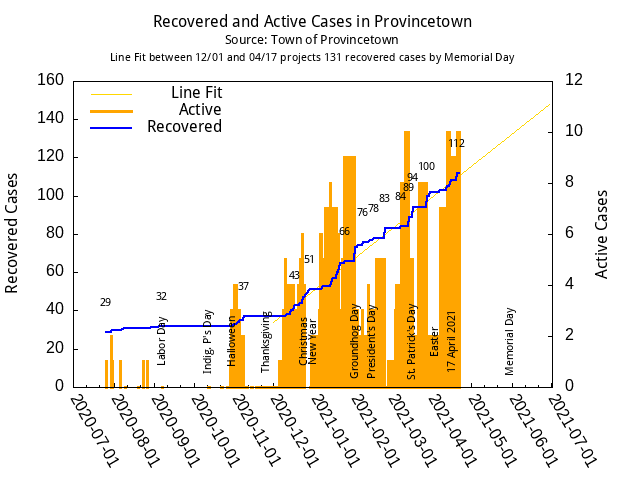 Recovered and Active Cases in Provincetown
Source: Town of Provincetown
Line Fit between 12/01 and 04/17 projects 131 recovered cases by Memorial Day
Recovered Cases
160
140
120
100
80
60
40
20
0
12
10
8
6
4
2
0
Active Cases
Line Fit
Active
Recovered
29
32
37
43
51
66
76
78
83
84
89
94
100
112
Labor Day
Indig. P's Day
Halloween
Thanksgiving
Christmas
New Year
Groundhog Day
President's Day
St. Patrick's Day
Easter
17 April 2021
Memorial Day
2020-07-01
2020-08-01
2020-09-01
2020-10-01
2020-11-01
2020-12-01
2021-01-01
2021-02-01
2021-03-01
2021-04-01
2021-05-01
2021-06-01
2021-07-01